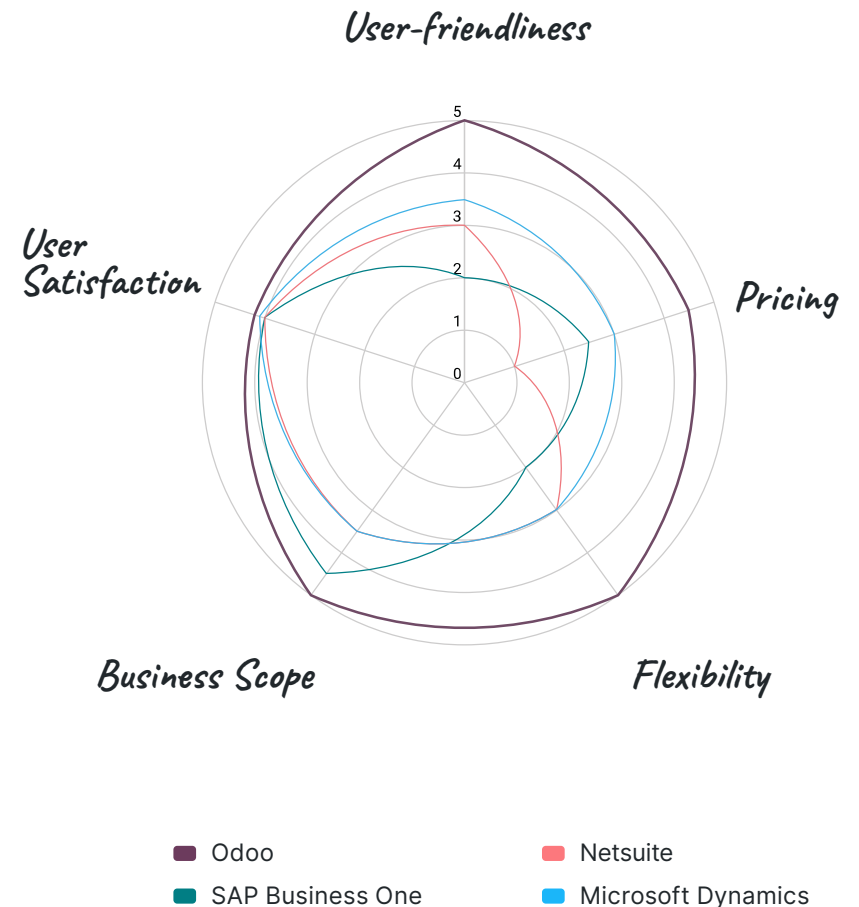 User-friendliness
5
4
3
2
1
0
User
Satisfaction
Pricing
Business Scope
Flexibility
Odoo
Netsuite
SAP Business One
Microsoft Dynamics